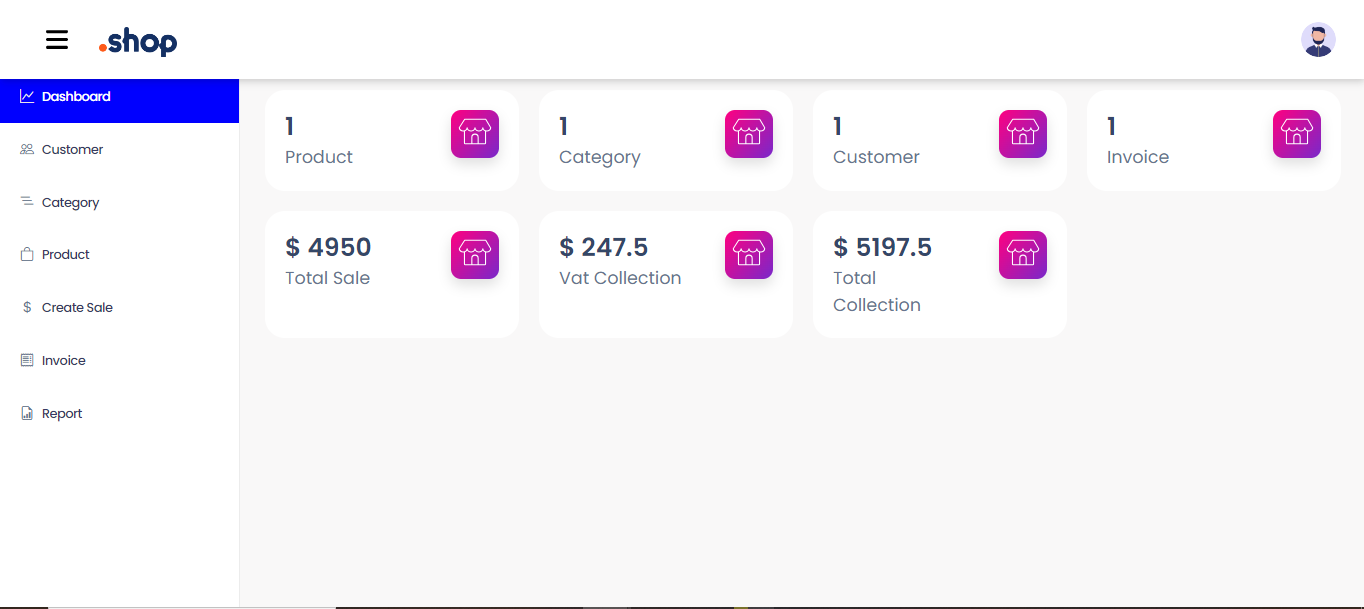 .shop
Dashboard
Customer
Category
Product
Create Sale
Invoice
Report
1
Product
1
Category
1
Customer
1
Invoice
$ 4950
Total Sale
$ 247.5
Vat Collection
$ 5197.5
Total
Collection